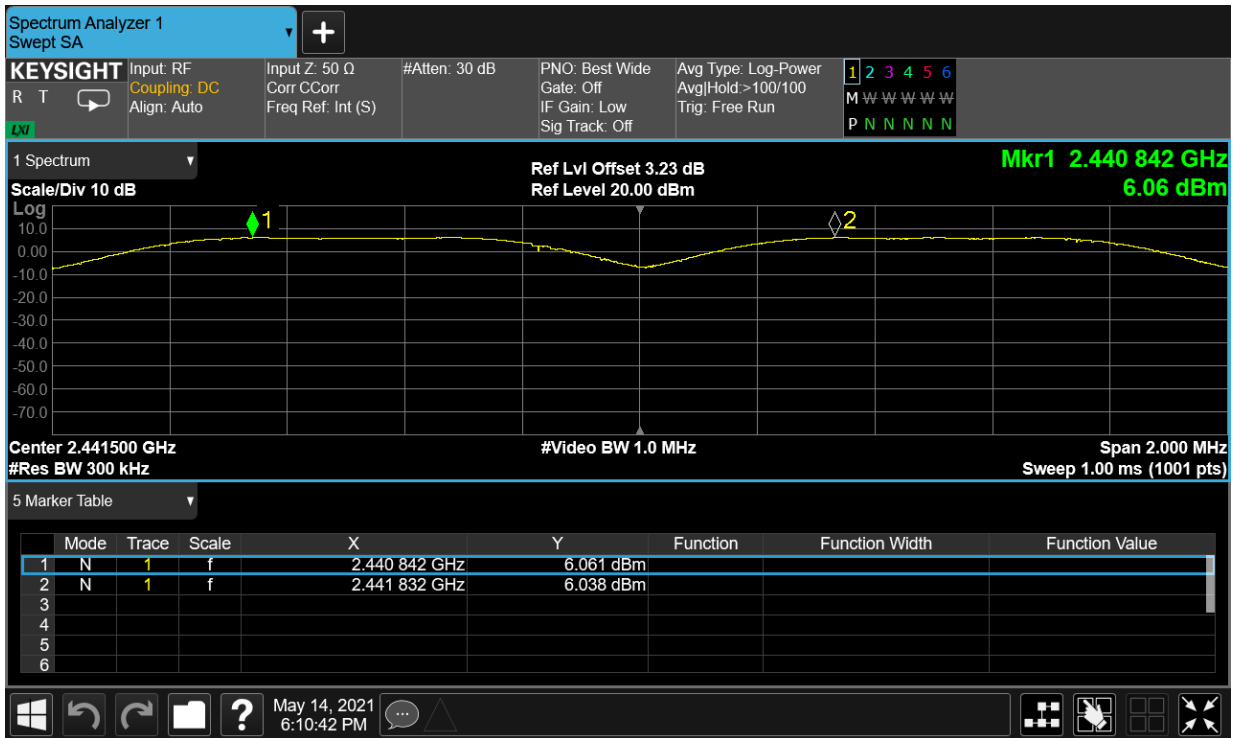 Spectrum Analyzer 1
Swept SA
+
KEYSIGHT
R T
LXI
Input: RF
Coupling: DC
Align: Auto
Input Z: 50 Ω
Corr CCorr
Freq Ref: Int (S)
#Atten: 30 dB
PNO: Best Wide
Gate: Off
IF Gain: Low
Sig Track: Off
Avg Type: Log-Power
Avg|Hold:>100/100
Trig: Free Run
1 2 3 4 5 6
M W W W W W
P N N N N N
1 Spectrum
Scale/Div 10 dB
Ref Lvl Offset 3.23 dB
Ref Level 20.00 dBm
Mkr1 2.440 842 GHz
6.06 dBm
Log
1
2
10.0
0.00
-10.0
-20.0
-30.0
-40.0
-50.0
-60.0
-70.0
Center 2.441500 GHz
#Video BW 1.0 MHz
Span 2.000 MHz
#Res BW 300 kHz
Sweep 1.00 ms (1001 pts)
5 Marker Table
Mode Trace Scale X Y Function Function Width Function Value
1 N 1 f 2.440 842 GHz 6.061 dBm
2 N 1 f 2.441 832 GHz 6.038 dBm
3
4
5
6
?
May 14, 2021
6:10:42 PM